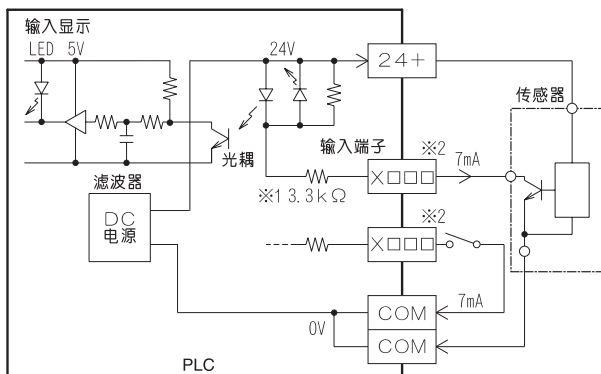 输入显示
LED 5V
24V
24+
传感器
光耦
输入端子
※2
7mA
X□□□
※1 3.3kΩ
滤波器
DC
电源
※2
X□□□
7mA
0V
COM
COM
PLC